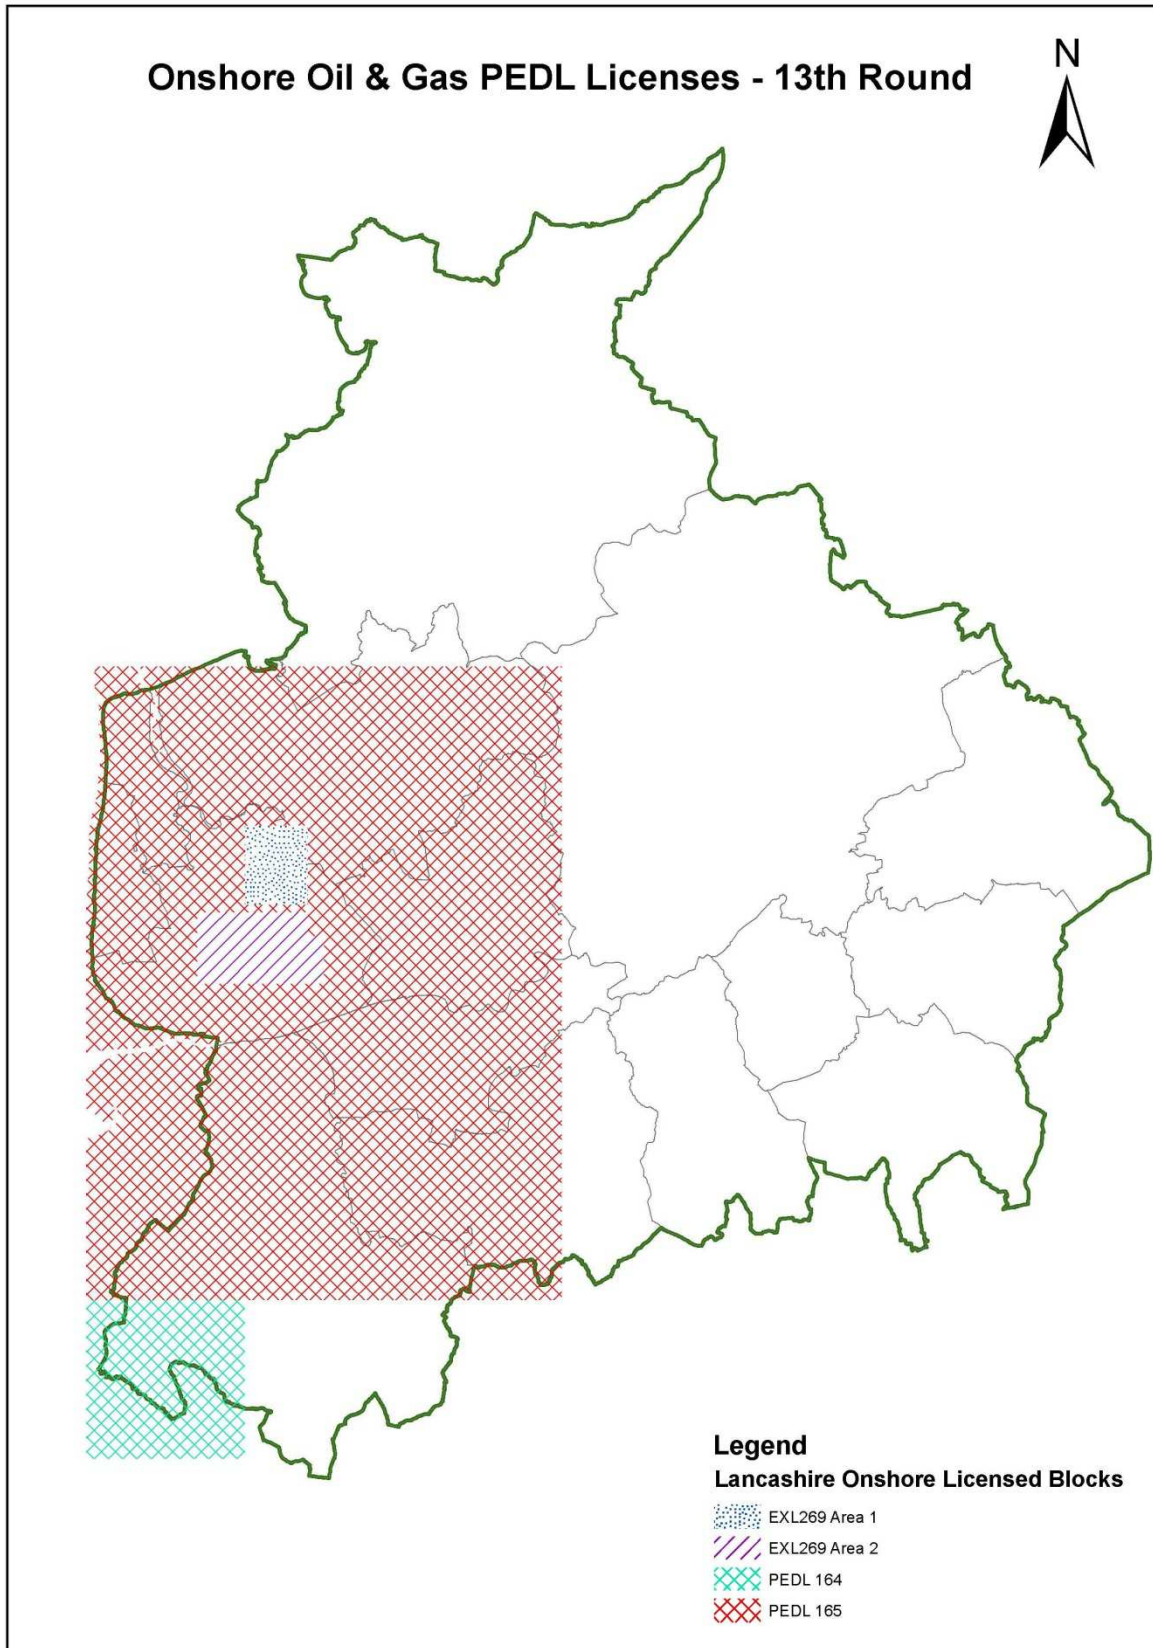 Onshore Oil & Gas PEDL Licenses - 13th Round
N
Legend
Lancashire Onshore Licensed Blocks
EXL269 Area 1
EXL269 Area 2
PEDL 164
PEDL 165